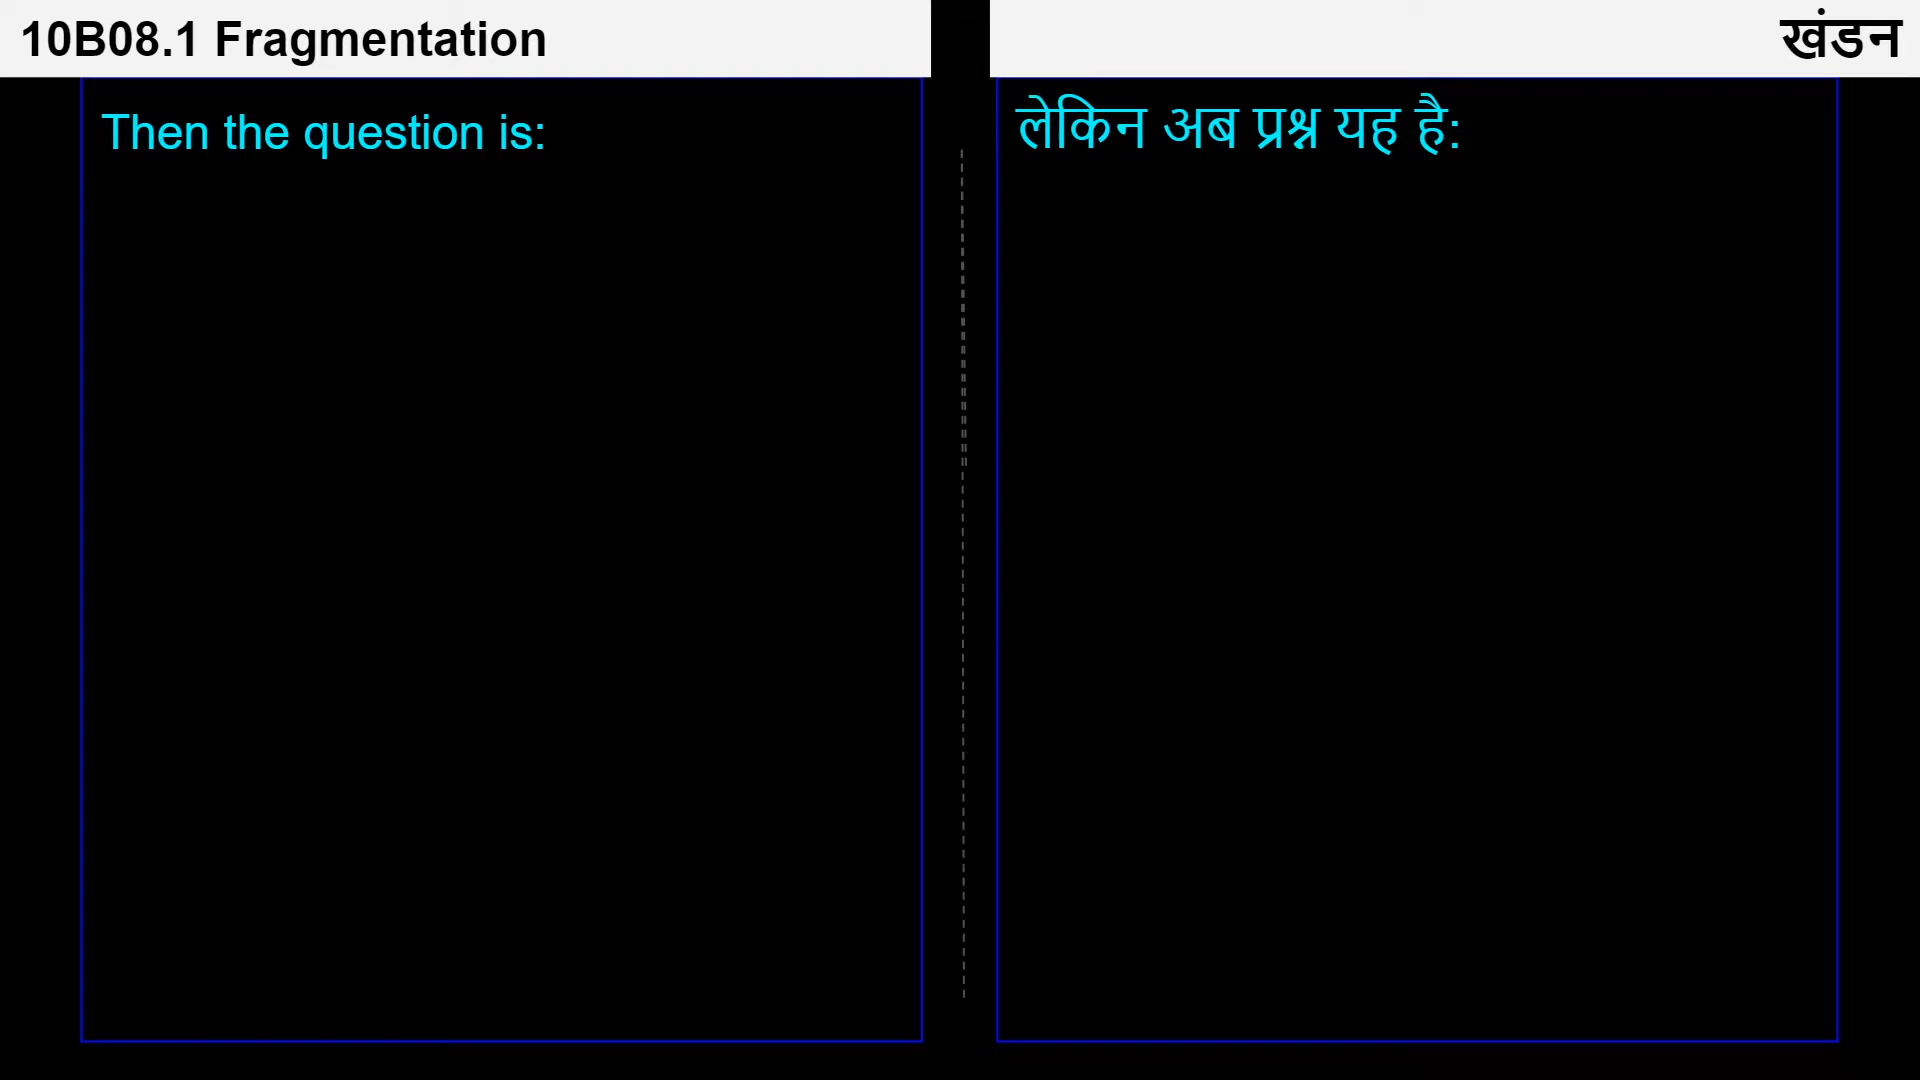 10B08.1 Fragmentation
खंडन
Then the question is:
लेकिन अब प्रश्न यह है: